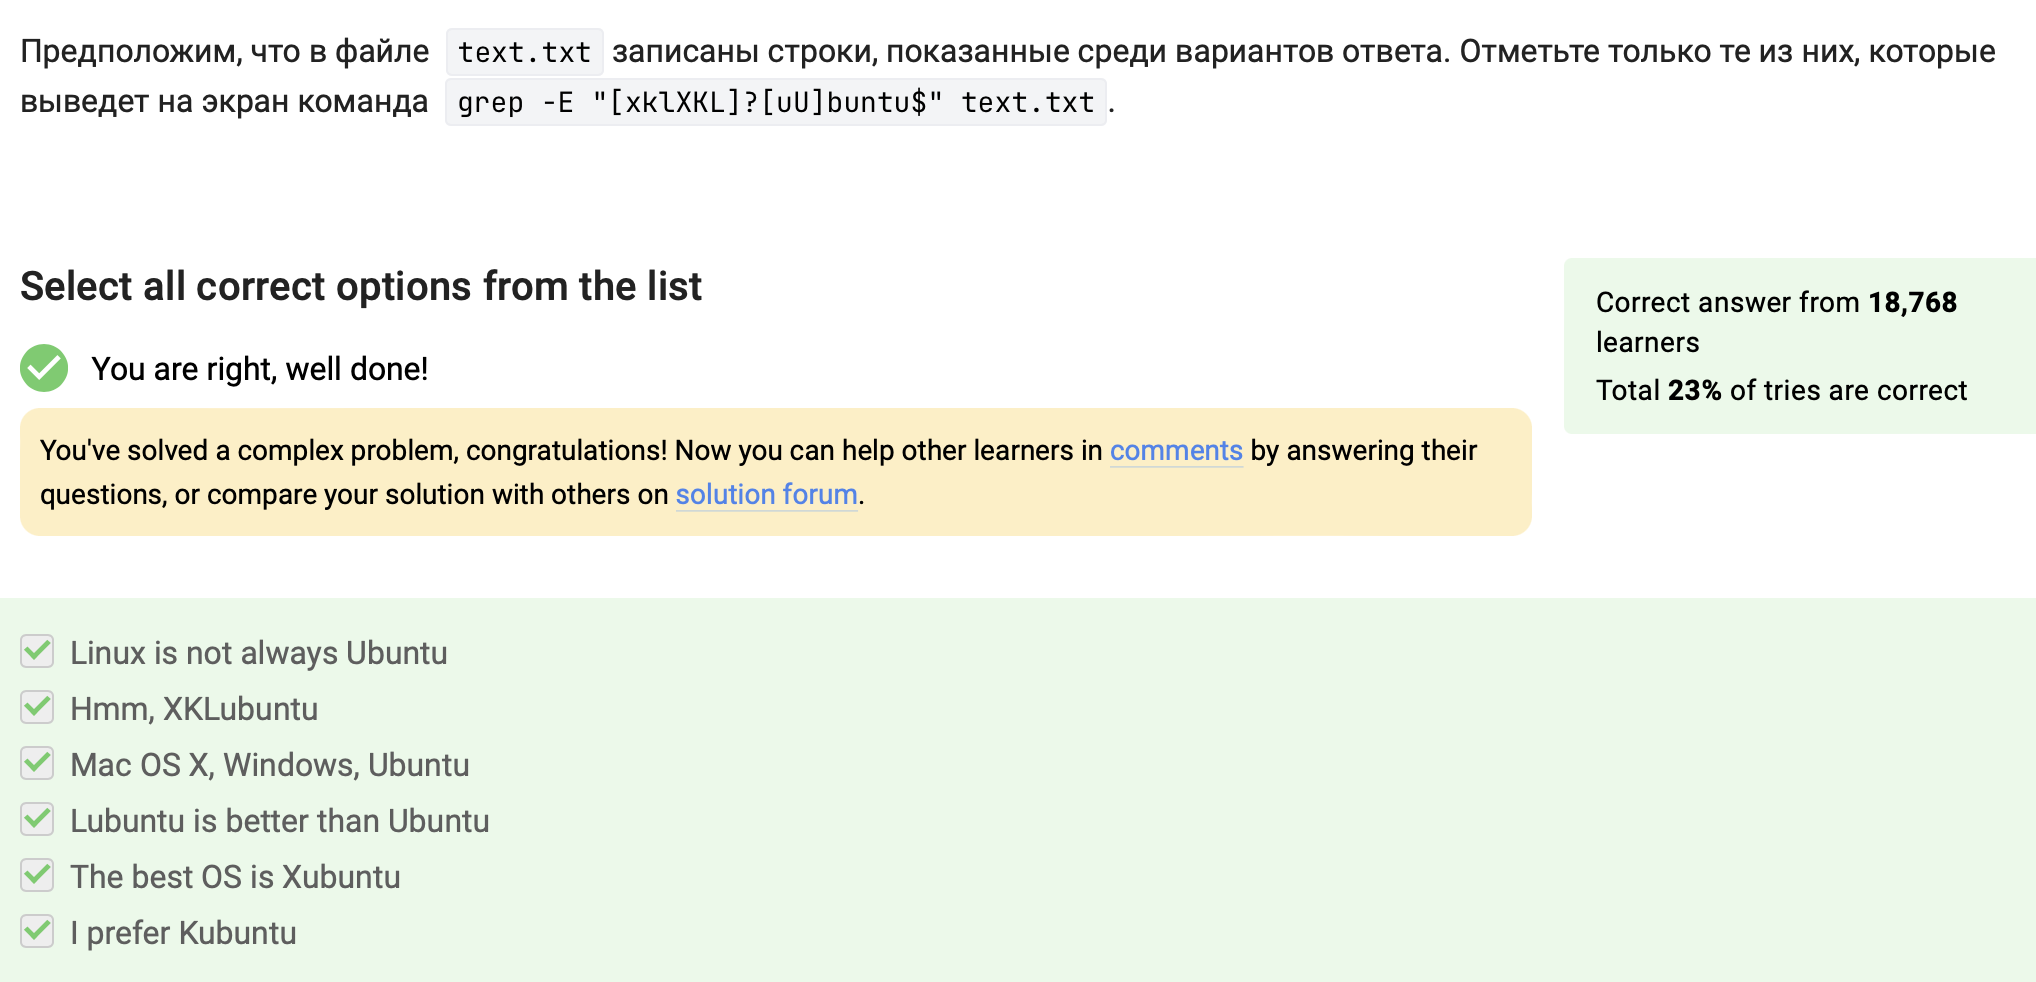 Предположим, что в файле text.txt записаны строки, показанные среди вариантов ответа. Отметьте только те из них, которые
выведет на экран команда grep -E "[xklXKL]?[uU]buntu$" text.txt.
Select all correct options from the list
You are right, well done!
You've solved a complex problem, congratulations! Now you can help other learners in comments by answering their
questions, or compare your solution with others on solution forum.
Correct answer from 18,768
learners
Total 23% of tries are correct
Linux is not always Ubuntu
Hmm, XKLubuntu
Mac OS X, Windows, Ubuntu
Lubuntu is better than Ubuntu
The best OS is Xubuntu
I prefer Kubuntu